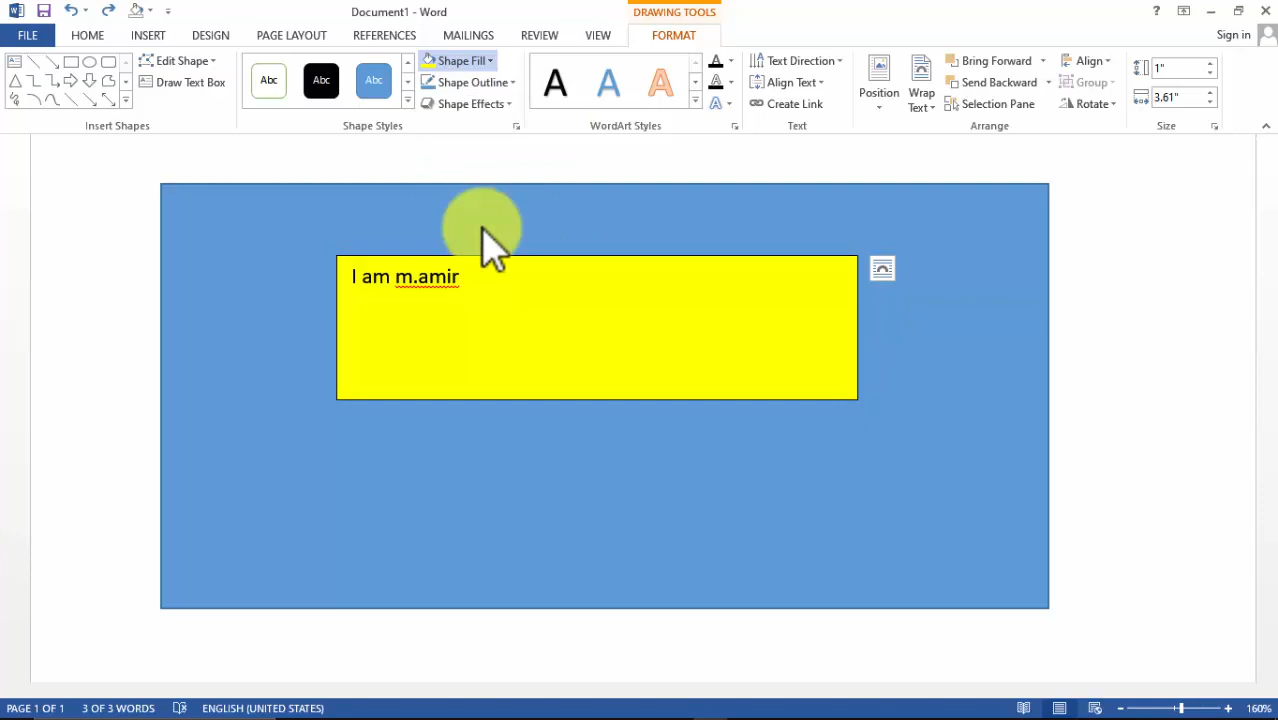 Document1 - Word
DRAWING TOOLS
?
FILE
HOME
INSERT
DESIGN
PAGE LAYOUT
REFERENCES
MAILINGS
REVIEW
VIEW
FORMAT
Sign in
Edit Shape
Draw Text Box
Insert Shapes
Abc
Abc
Abc
Shape Fill
Shape Outline
Shape Effects
Shape Styles
A
A
A
A
A
A
WordArt Styles
Text Direction
Align Text
Create Link
Text
Position
Wrap
Text
Bring Forward
Send Backward
Selection Pane
Align
Group
Rotate
Arrange
1"
3.61"
Size
I am m.amir
PAGE 1 OF 1
3 OF 3 WORDS
ENGLISH (UNITED STATES)
160%